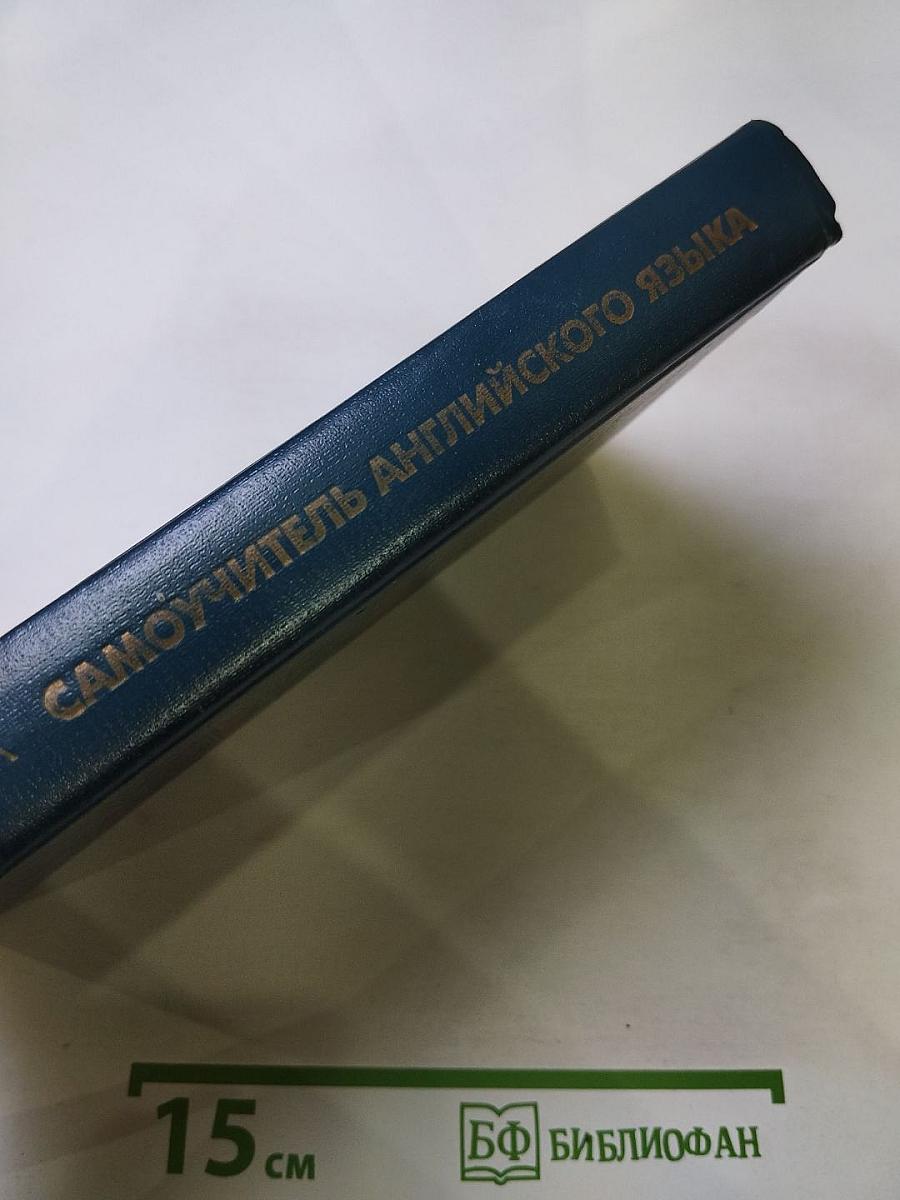 САМОУЧИТЕЛЬ АНГЛИЙСКОГО ЯЗЫКА
15 см
БФ БИБЛИОФАН